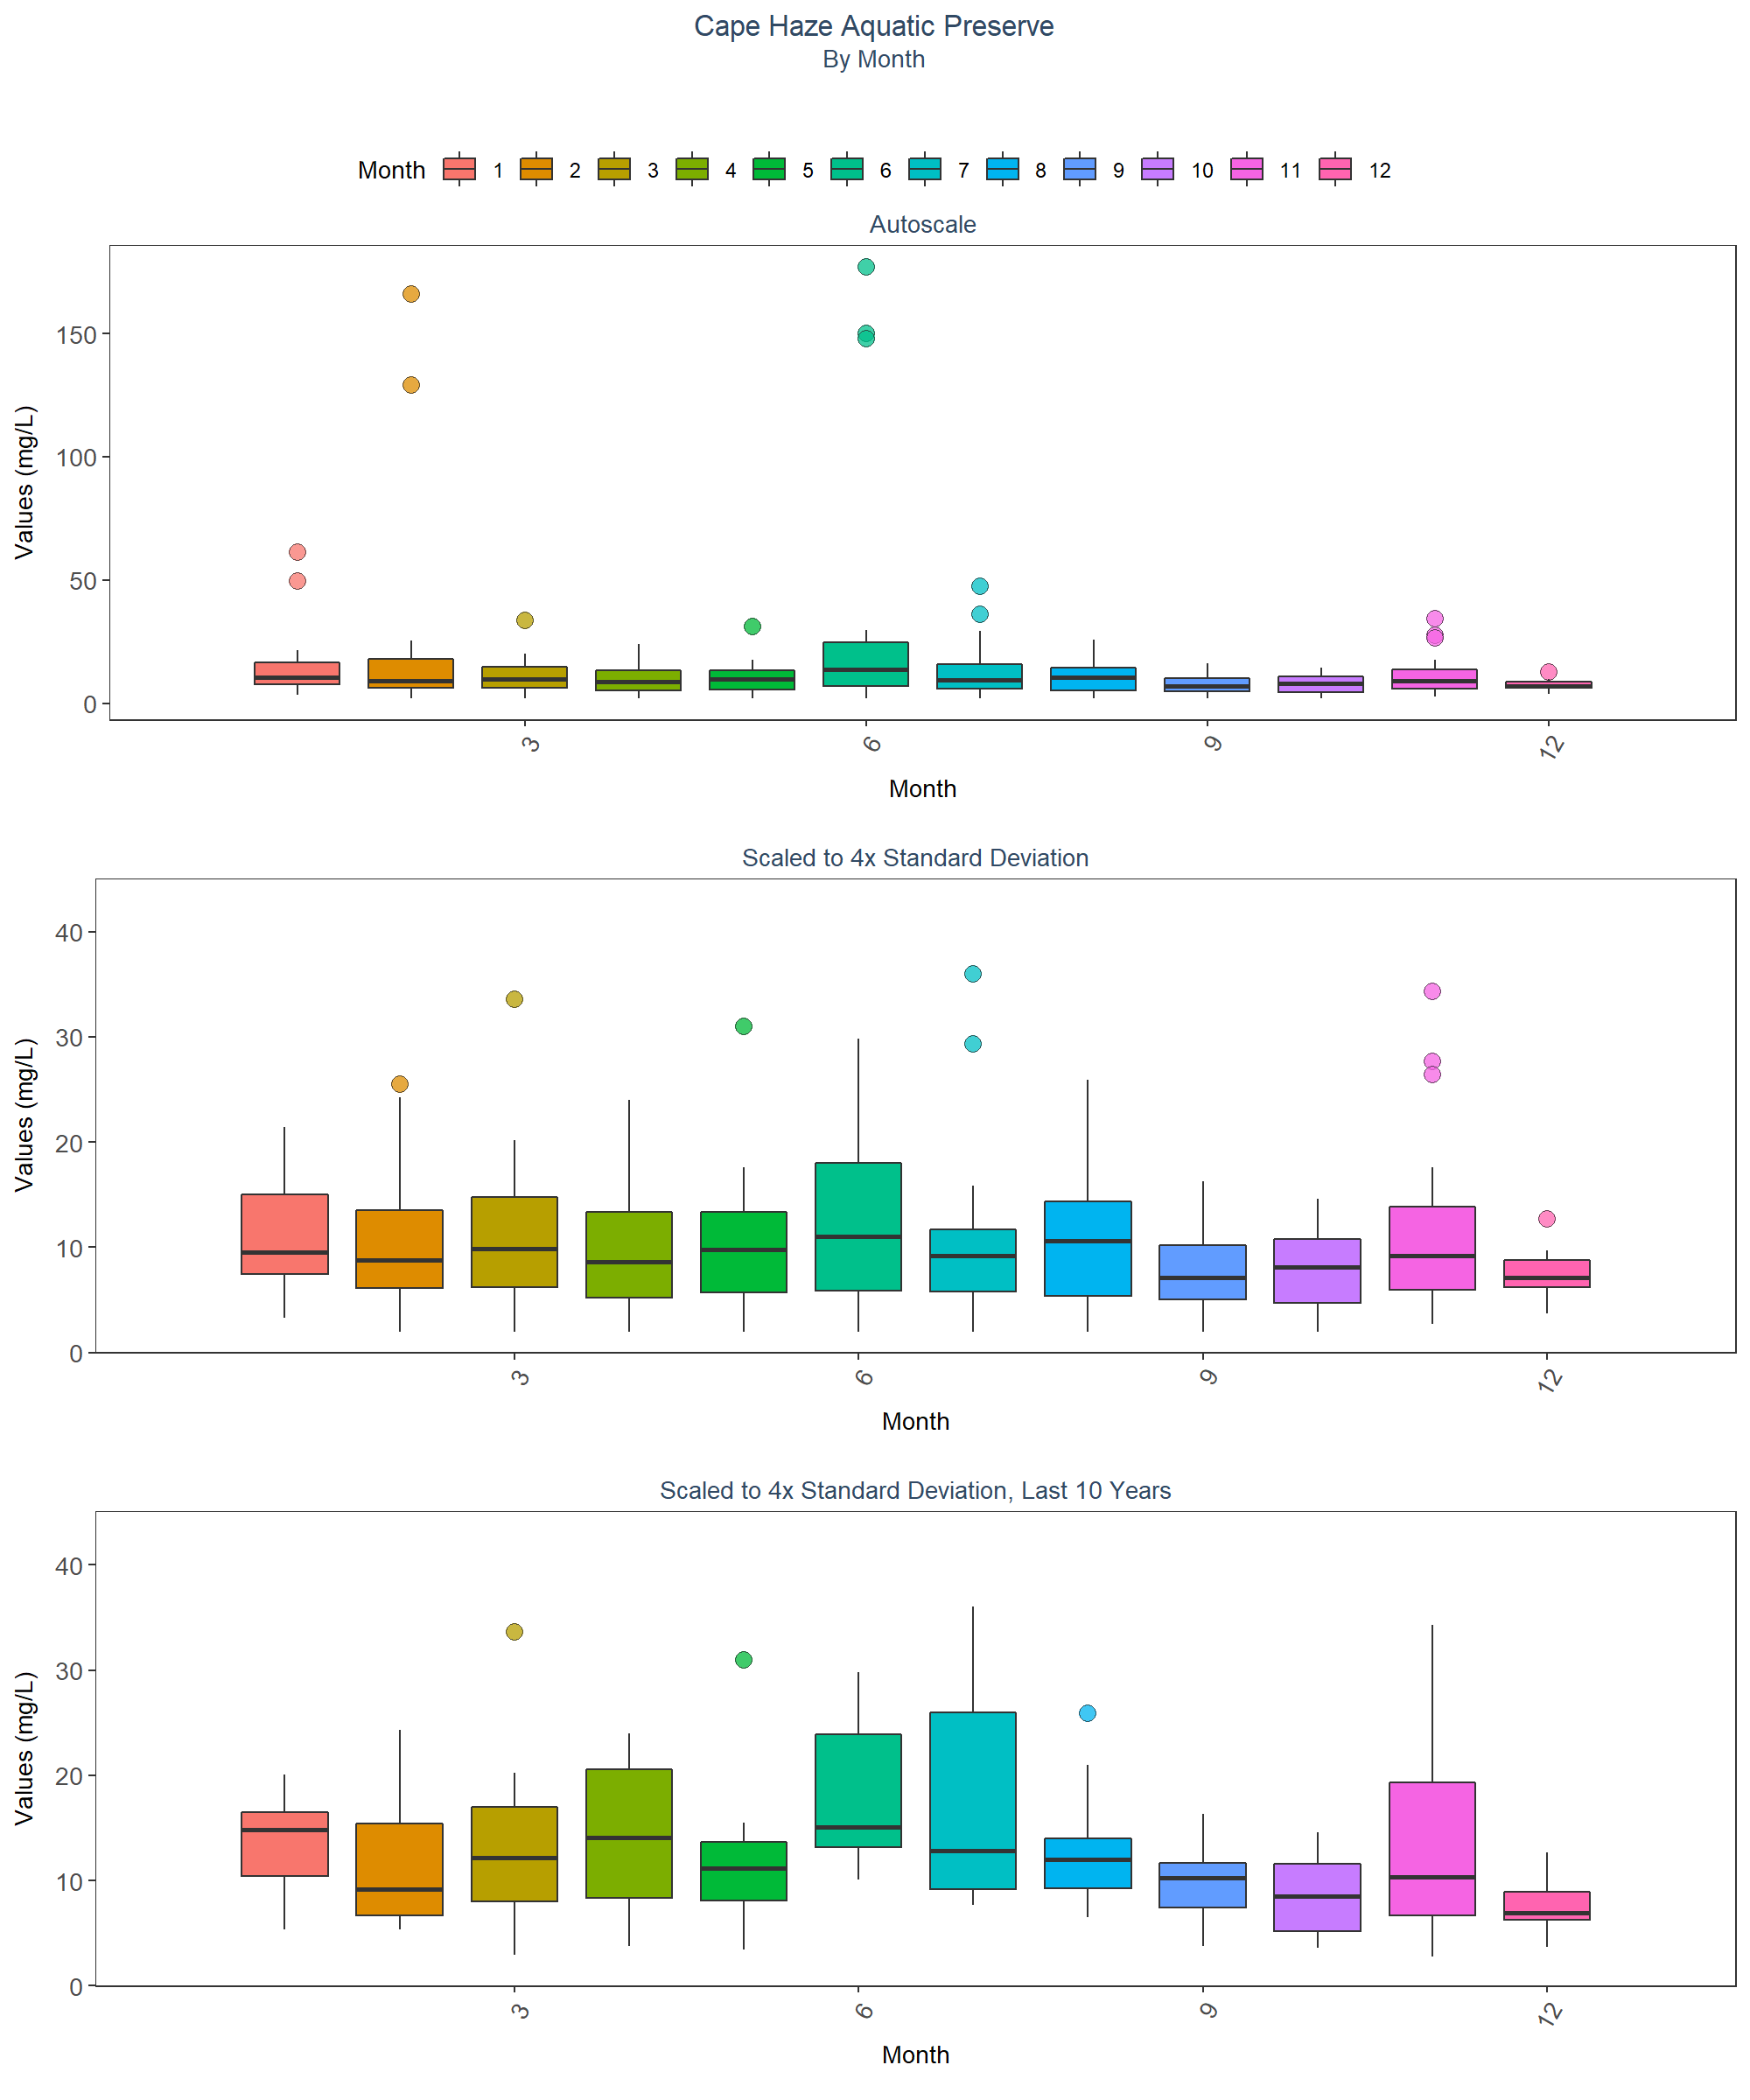 Cape Haze Aquatic Preserve
By Month
Month 1 2 3 4 5 6 7 8 9 10 11 12
Autoscale
Values (mg/L)
150
100
50
0
3 6 9 12
Month
Scaled to 4x Standard Deviation
Values (mg/L)
40
30
20
10
0
3 6 9 12
Month
Scaled to 4x Standard Deviation, Last 10 Years
Values (mg/L)
40
30
20
10
0
3 6 9 12
Month